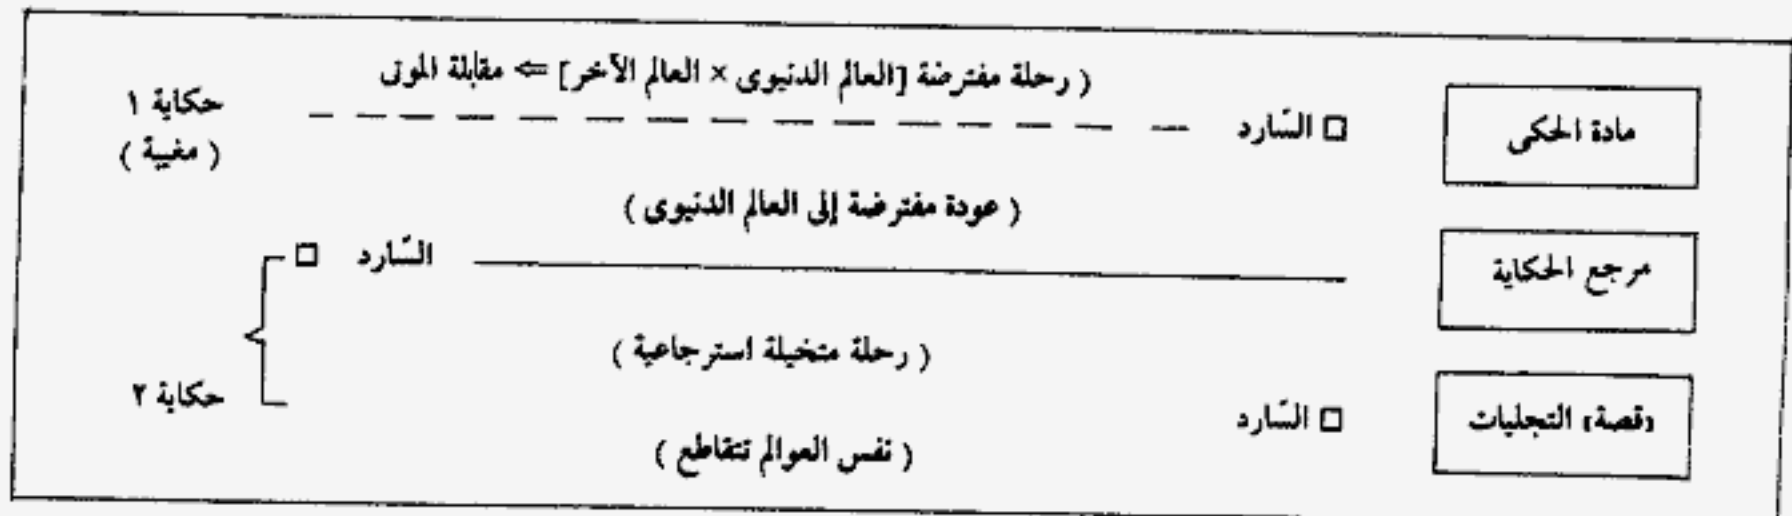 ( رحلة مفترضة [العالم الدنيوى × العالم الآخر] ⇐ مقابلة الموتى
مادة الحكى
□ السّارد
حكاية ١
( مغيبة )
( عودة مفترضة إلى العالم الدنيوى )
مرجع الحكاية
السّارد □
( رحلة متخيلة استرجاعية )
«قصة» التجليات
□ السّارد
حكاية ٢
( نفس العوالم تتقاطع )